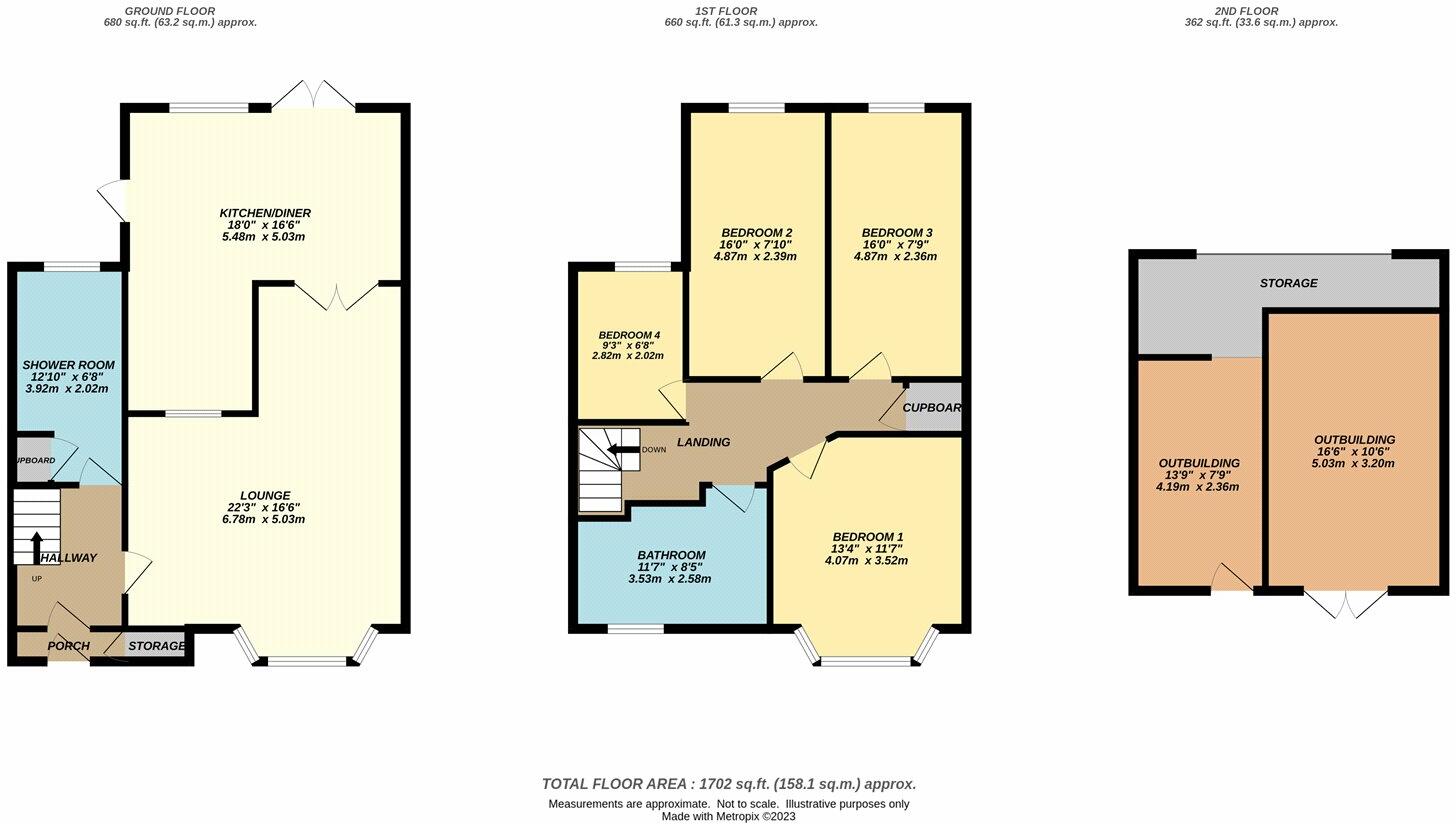 GROUND FLOOR
680 sq.ft. (63.2 sq.m.) approx.
1ST FLOOR
660 sq.ft. (61.3 sq.m.) approx.
2ND FLOOR
362 sq.ft. (33.6 sq.m.) approx.
KITCHEN/DINER
18'0" x 16'6"
5.48m x 5.03m
SHOWER ROOM
12'10" x 6'8"
3.92m x 2.02m
UPBOARD
LOUNGE
22'3" x 16'6"
6.78m x 5.03m
HALLWAY
UP
PORCH
STORAGE
BEDROOM 2
16'0" x 7'10"
4.87m x 2.39m
BEDROOM 3
16'0" x 7'9"
4.87m x 2.36m
BEDROOM 4
9'3" x 6'8"
2.82m x 2.02m
CUPBOAR
LANDING
DOWN
BATHROOM
11'7" x 8'5"
3.53m x 2.58m
BEDROOM 1
13'4" x 11'7"
4.07m x 3.52m
STORAGE
OUTBUILDING
13'9" x 7'9"
4.19m x 2.36m
OUTBUILDING
16'6" x 10'6"
5.03m x 3.20m
TOTAL FLOOR AREA : 1702 sq.ft. (158.1 sq.m.) approx.
Measurements are approximate. Not to scale. Illustrative purposes only
Made with Metropix ©2023